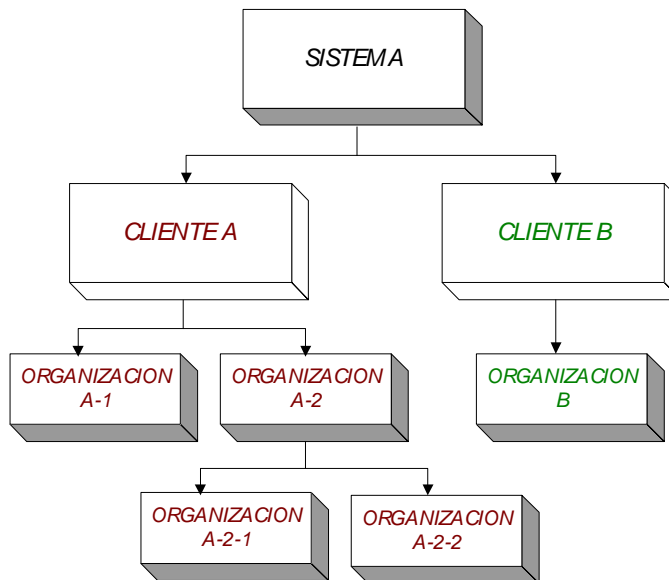 SISTEMA
CLIENTE A
CLIENTE B
ORGANIZACION
A-1
ORGANIZACION
A-2
ORGANIZACION
B
ORGANIZACION
A-2-1
ORGANIZACION
A-2-2